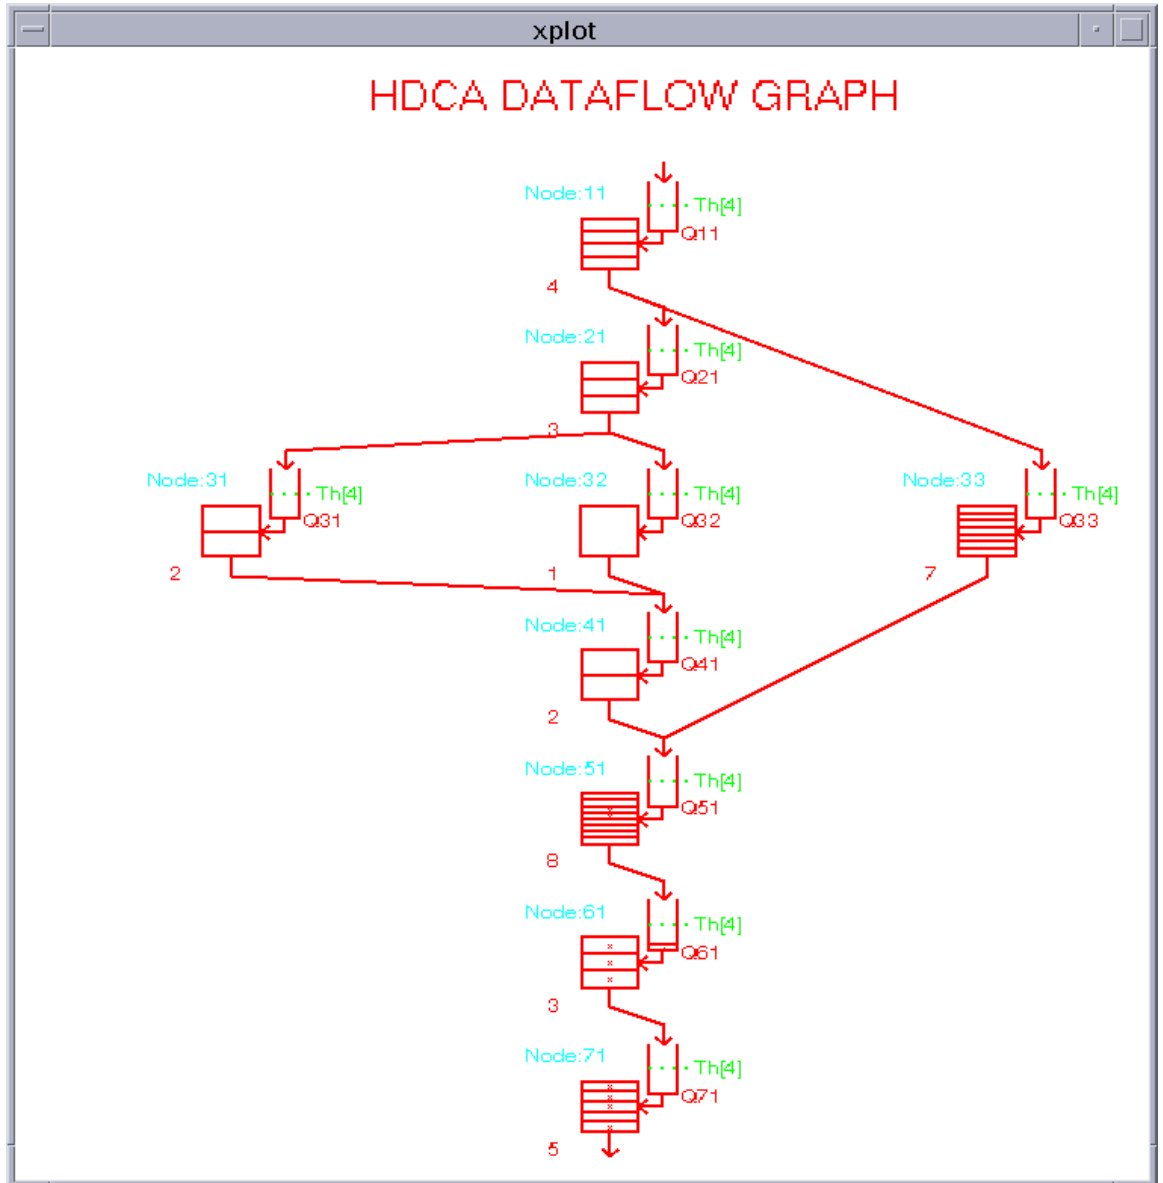 xplot
HDCA DATAFLOW GRAPH
Node:11
Th[4]
Q11
4
Node:21
Th[4]
Q21
3
Node:31
Th[4]
Q31
2
Node:32
Th[4]
Q32
1
Node:33
Th[4]
Q33
7
Node:41
Th[4]
Q41
2
Node:51
Th[4]
Q51
8
Node:61
Th[4]
Q61
3
Node:71
Th[4]
Q71
5